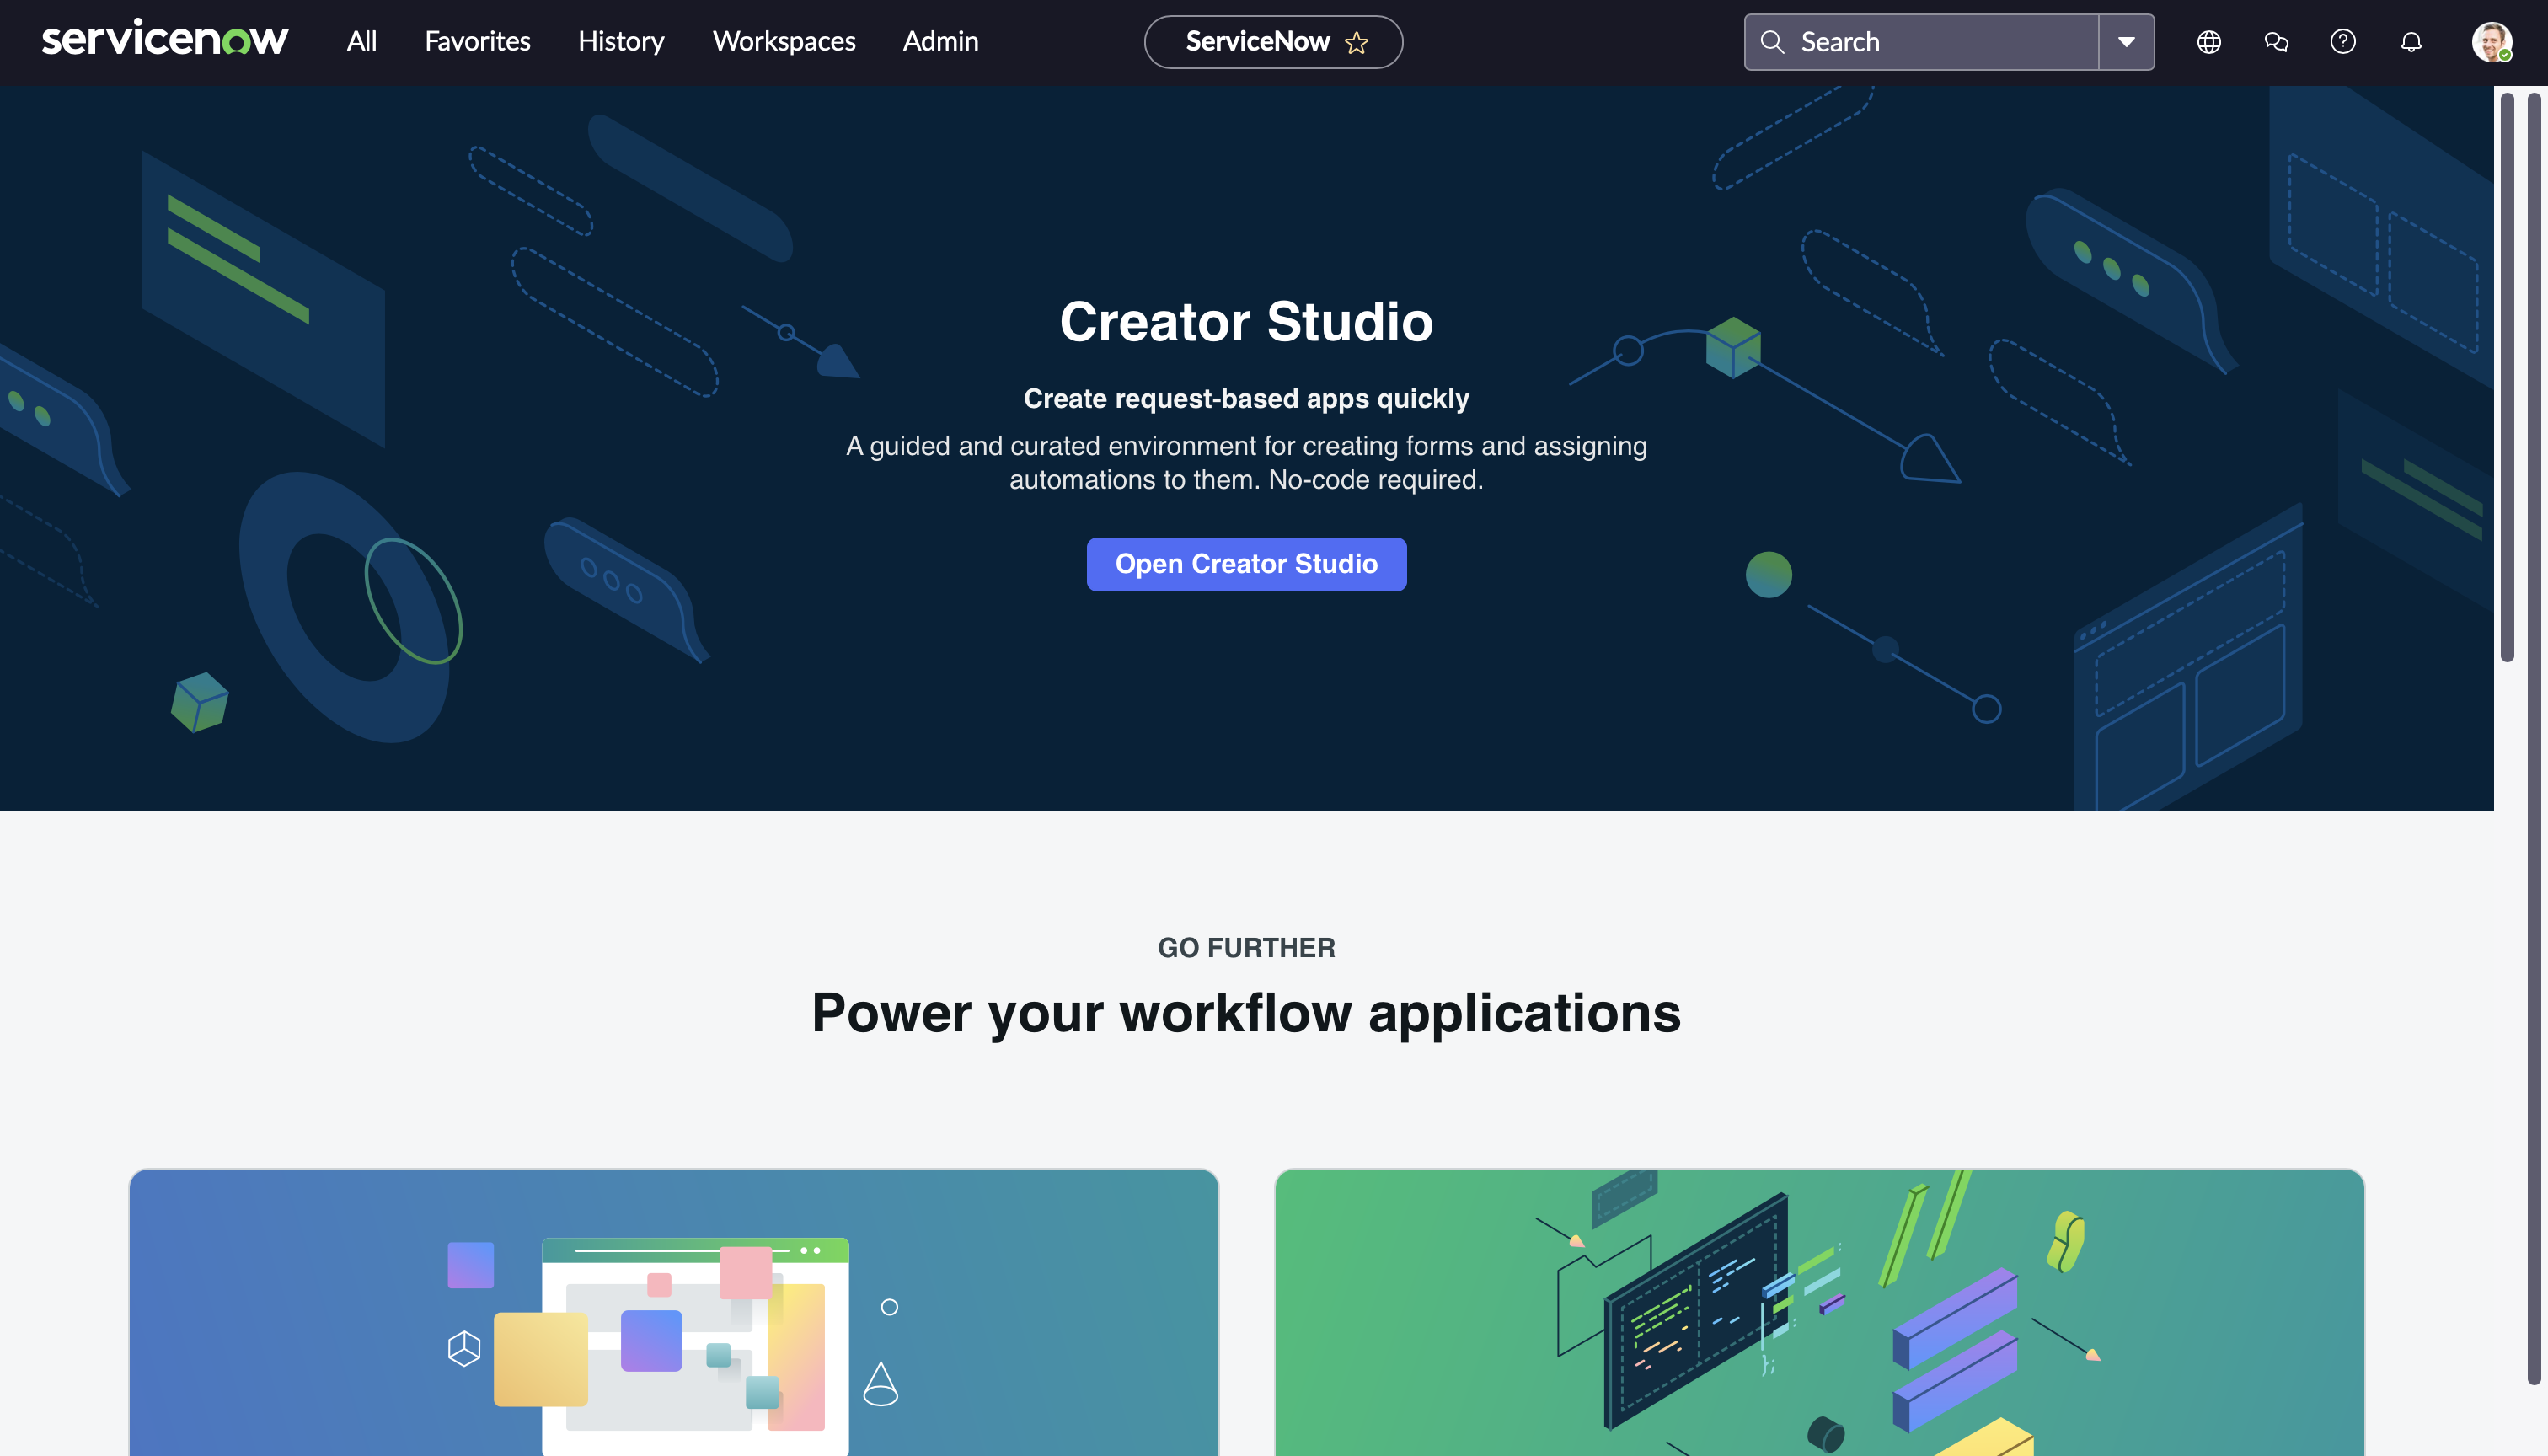 servicenow
All
Favorites
History
Workspaces
Admin
ServiceNow
Search
Creator Studio
Create request-based apps quickly
A guided and curated environment for creating forms and assigning
automations to them. No-code required.
Open Creator Studio
GO FURTHER
Power your workflow applications